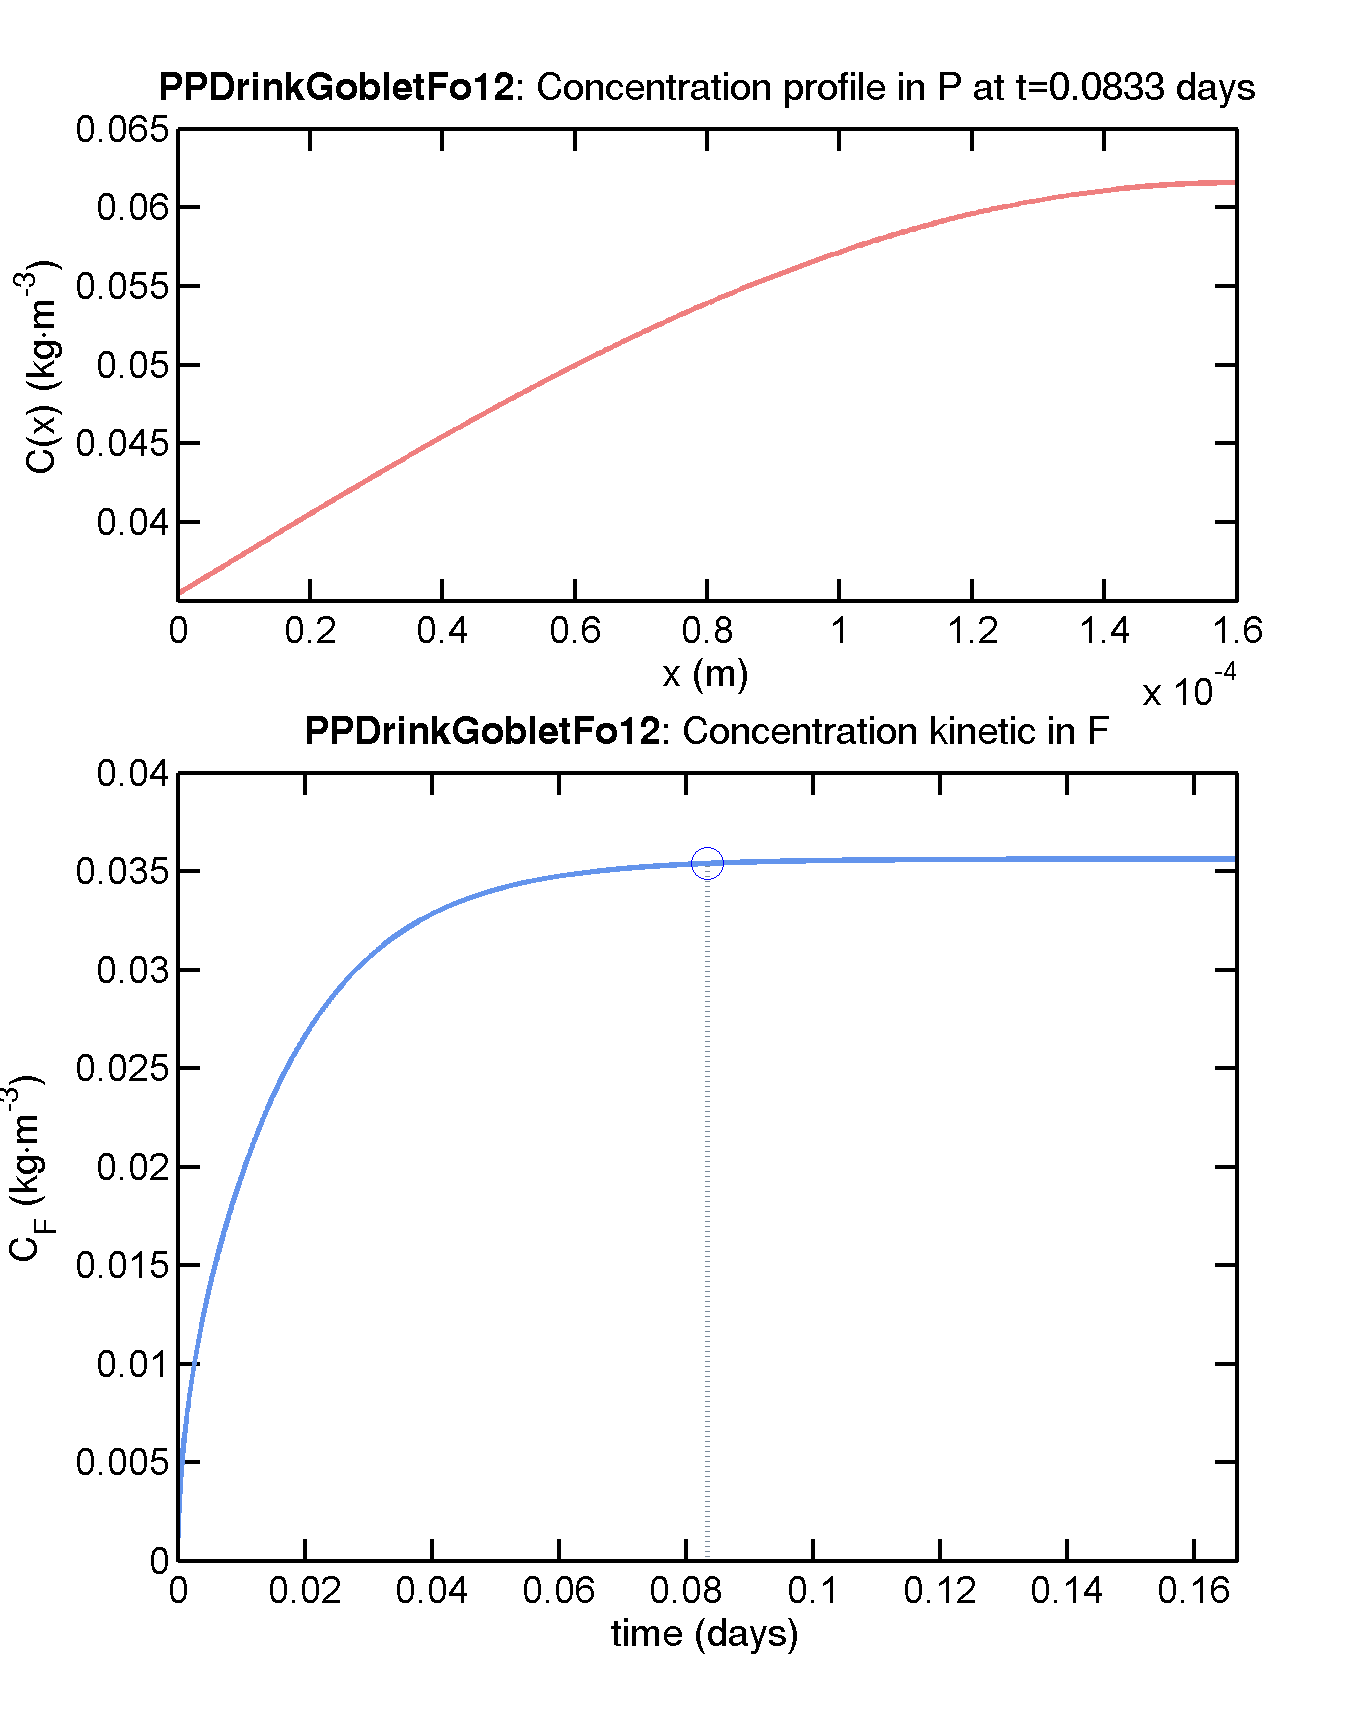 PPDrinkGobletFo12: Concentration profile in P at t=0.0833 days
0.065
0.06
0.055
0.05
0.045
0.04
C(x) (kg·m-3)
0 0.2 0.4 0.6 0.8 1 1.2 1.4 1.6
x (m)
x 10-4
PPDrinkGobletFo12: Concentration kinetic in F
0.04
0.035
0.03
0.025
0.02
0.015
0.01
0.005
0
CF (kg·m-3)
0 0.02 0.04 0.06 0.08 0.1 0.12 0.14 0.16
time (days)